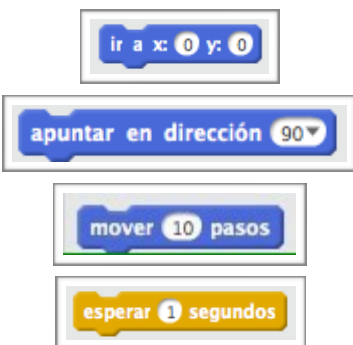 ir a x: 0 y: 0
apuntar en dirección 90
mover 10 pasos
esperar 1 segundos